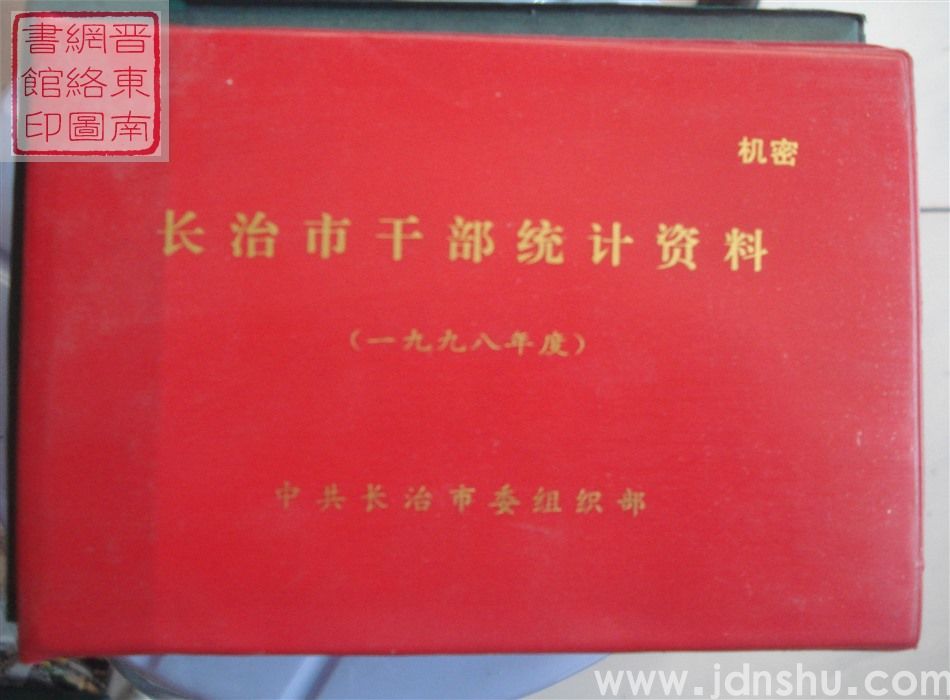 晋東南
網絡圖
書館印
机密
长治市干部统计资料
（一九九八年度）
中共长治市委组织部
www.jdnshu.com